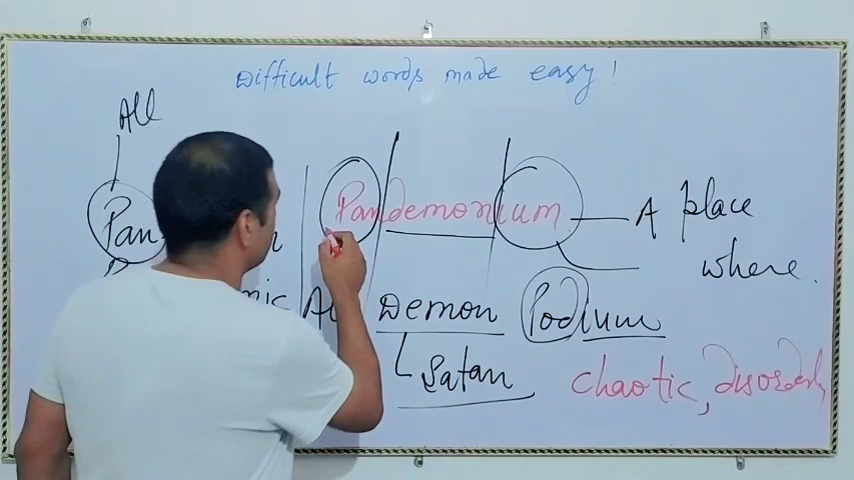 Difficult words made easy!
All
Pan
Pandemonium
A place
where.
mic
Demon
Podium
Satan
chaotic, disorderly